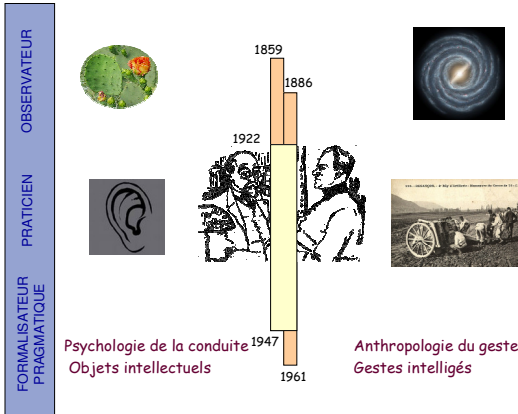 OBSERVATEUR
PRATICIEN
FORMALISATEUR
PRAGMATIQUE
1859
1886
1922
1947
1961
Psychologie de la conduite
Objets intellectuels
Anthropologie du geste
Gestes intelligés